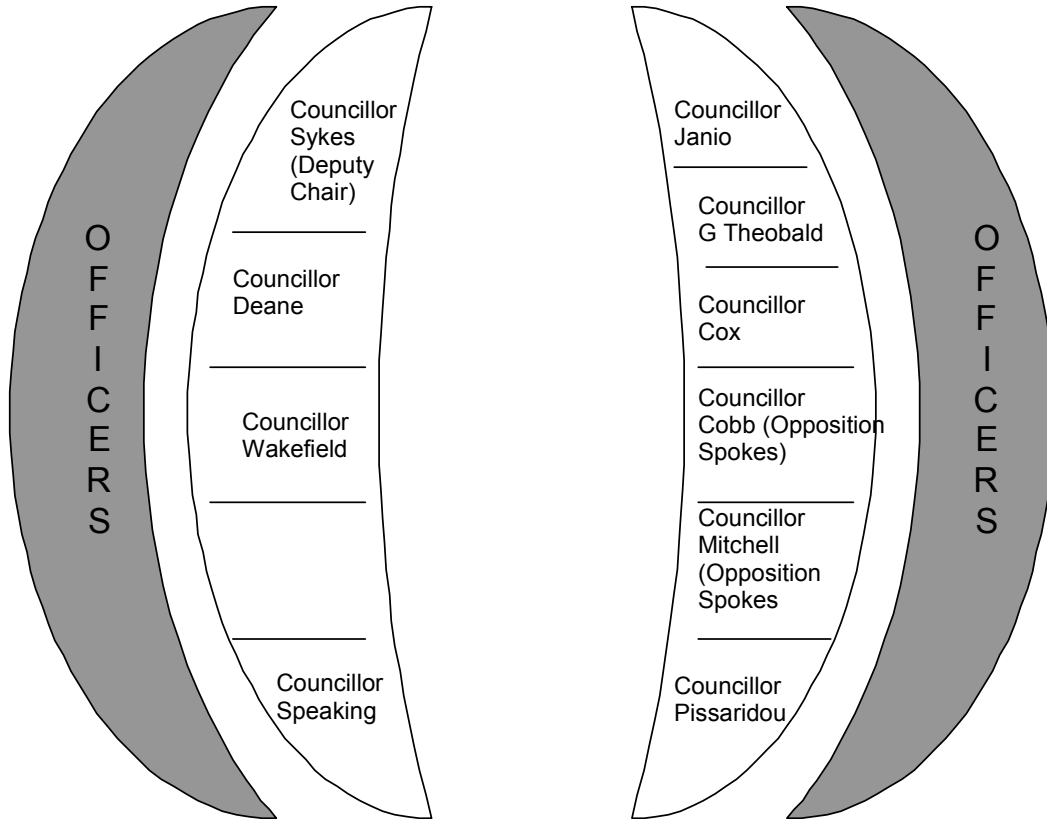 O
F
F
I
C
E
R
S
Councillor
Sykes
(Deputy
Chair)
Councillor
Deane
Councillor
Wakefield
Councillor
Speaking
Councillor
Janio
Councillor
G Theobald
Councillor
Cox
Councillor
Cobb (Opposition
Spokes)
Councillor
Mitchell
(Opposition
Spokes
Councillor
Pissaridou
O
F
F
I
C
E
R
S